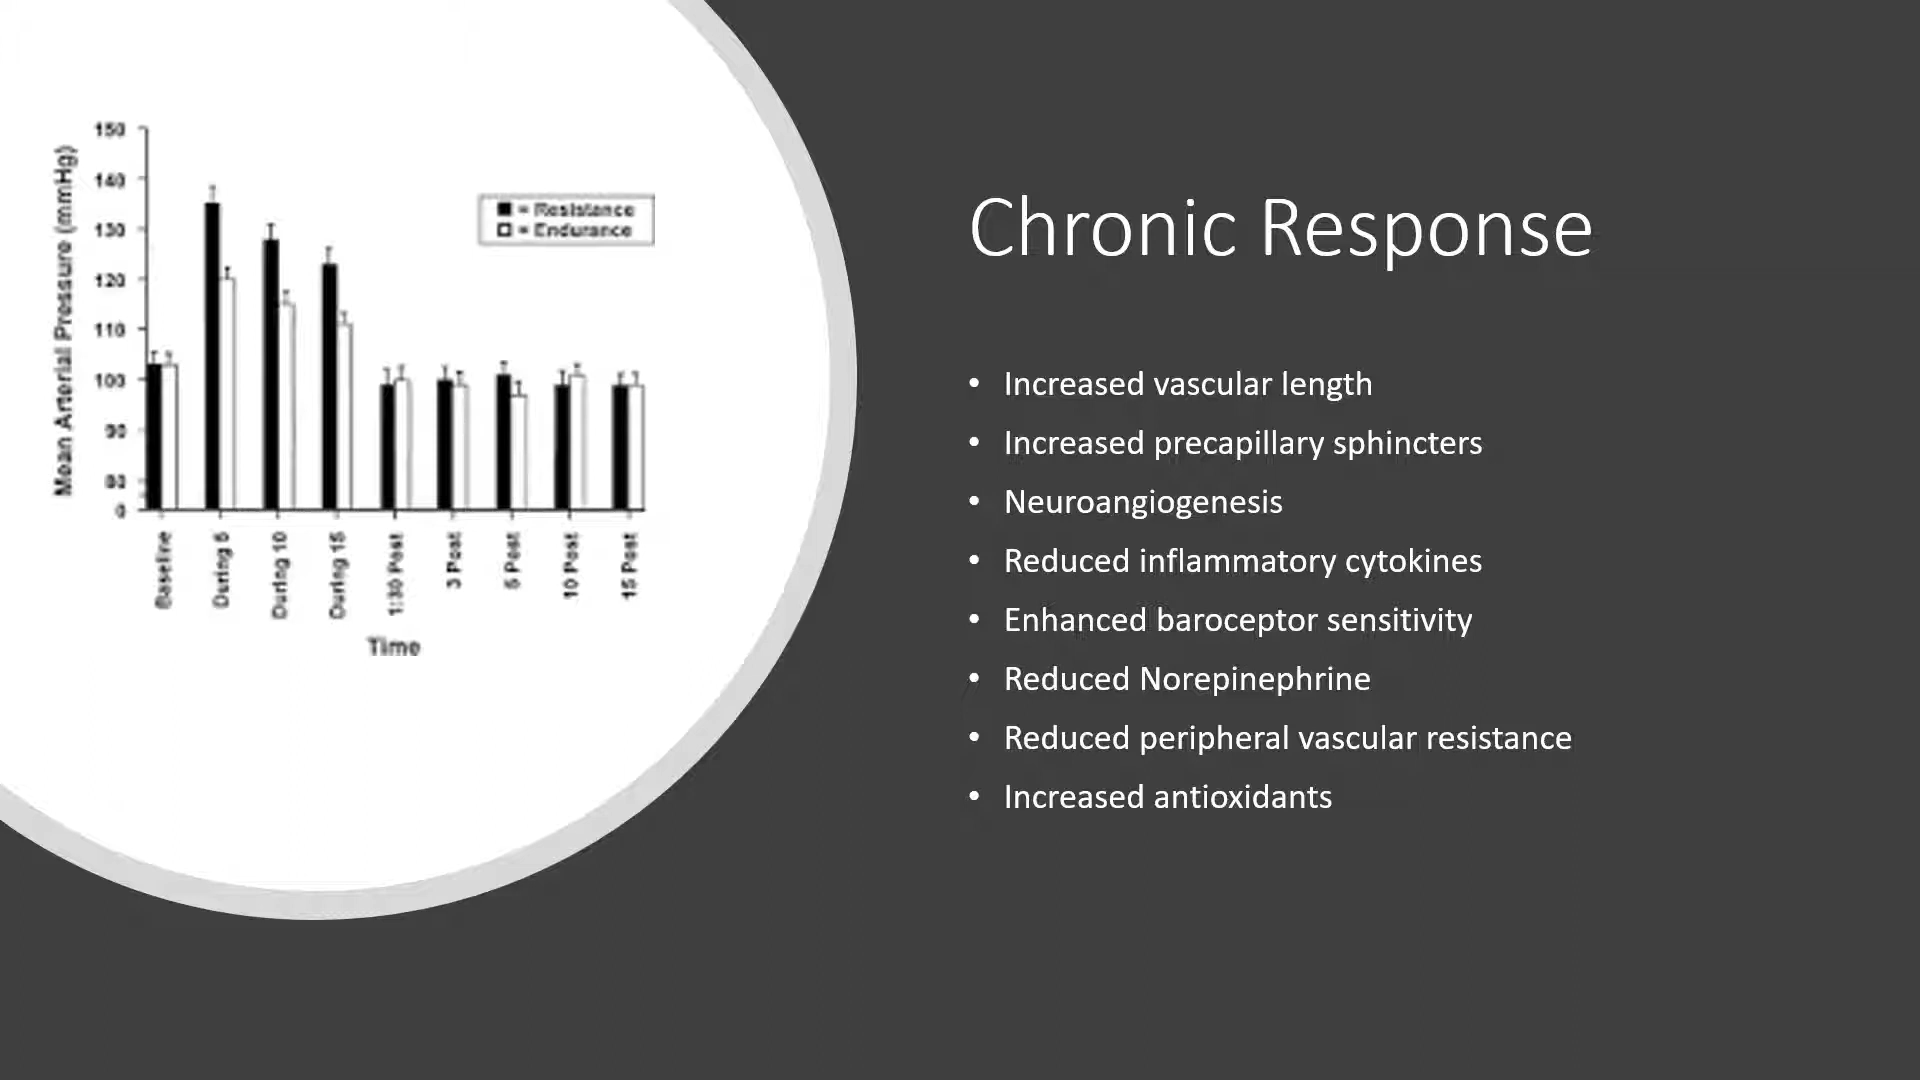 150
140
130
120
110
100
90
80
0
Mean Arterial Pressure (mmHg)
= Resistance
= Endurance
Baseline
During 5
During 10
During 15
1:30 Post
3 Post
5 Post
10 Post
15 Post
Time
Chronic Response
• Increased vascular length
• Increased precapillary sphincters
• Neuroangiogenesis
• Reduced inflammatory cytokines
• Enhanced baroceptor sensitivity
• Reduced Norepinephrine
• Reduced peripheral vascular resistance
• Increased antioxidants